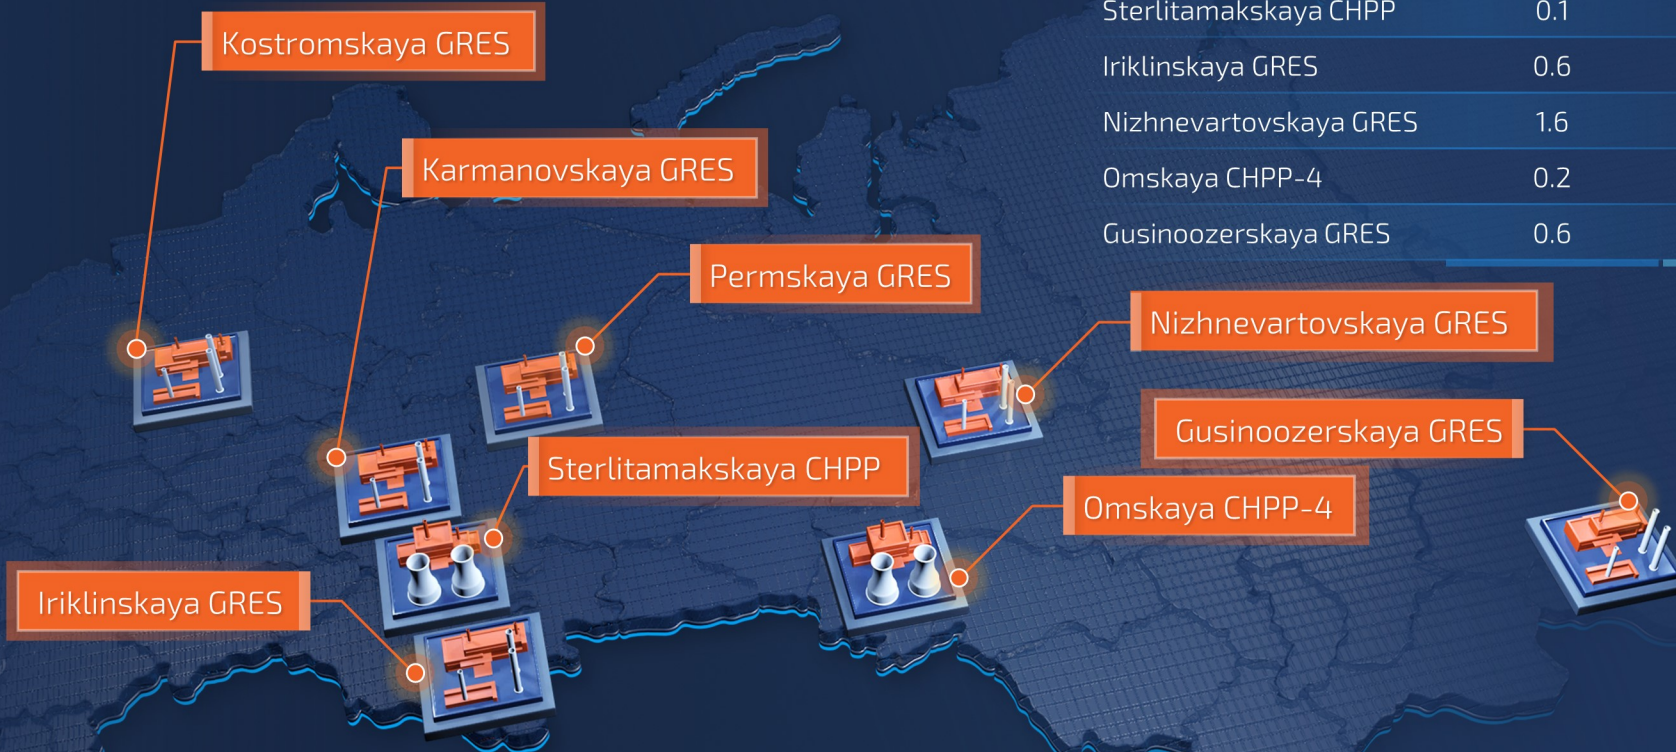 Sterlitamakskaya CHPP 0.1
Kostromskaya GRES
Iriklinskaya GRES 0.6
Nizhnevartovskaya GRES 1.6
Karmanovskaya GRES
Omskaya CHPP-4 0.2
Gusinoozerskaya GRES 0.6
Permskaya GRES
Nizhnevartovskaya GRES
Gusinoozerskaya GRES
Sterlitamakskaya CHPP
Omskaya CHPP-4
Iriklinskaya GRES